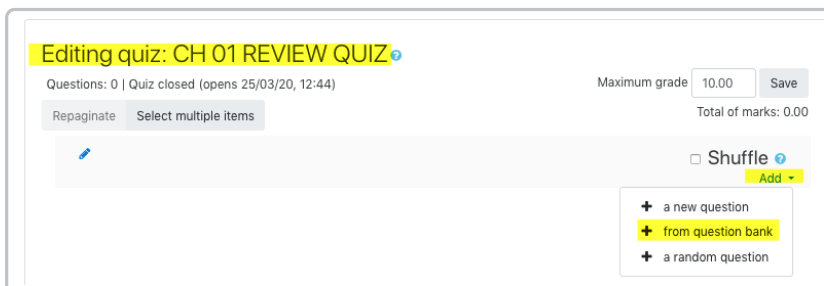 Editing quiz: CH 01 REVIEW QUIZ
Questions: 0 | Quiz closed (opens 25/03/20, 12:44)
Maximum grade 10.00 Save
Repaginate Select multiple items
Total of marks: 0.00
Shuffle
Add
a new question
from question bank
a random question